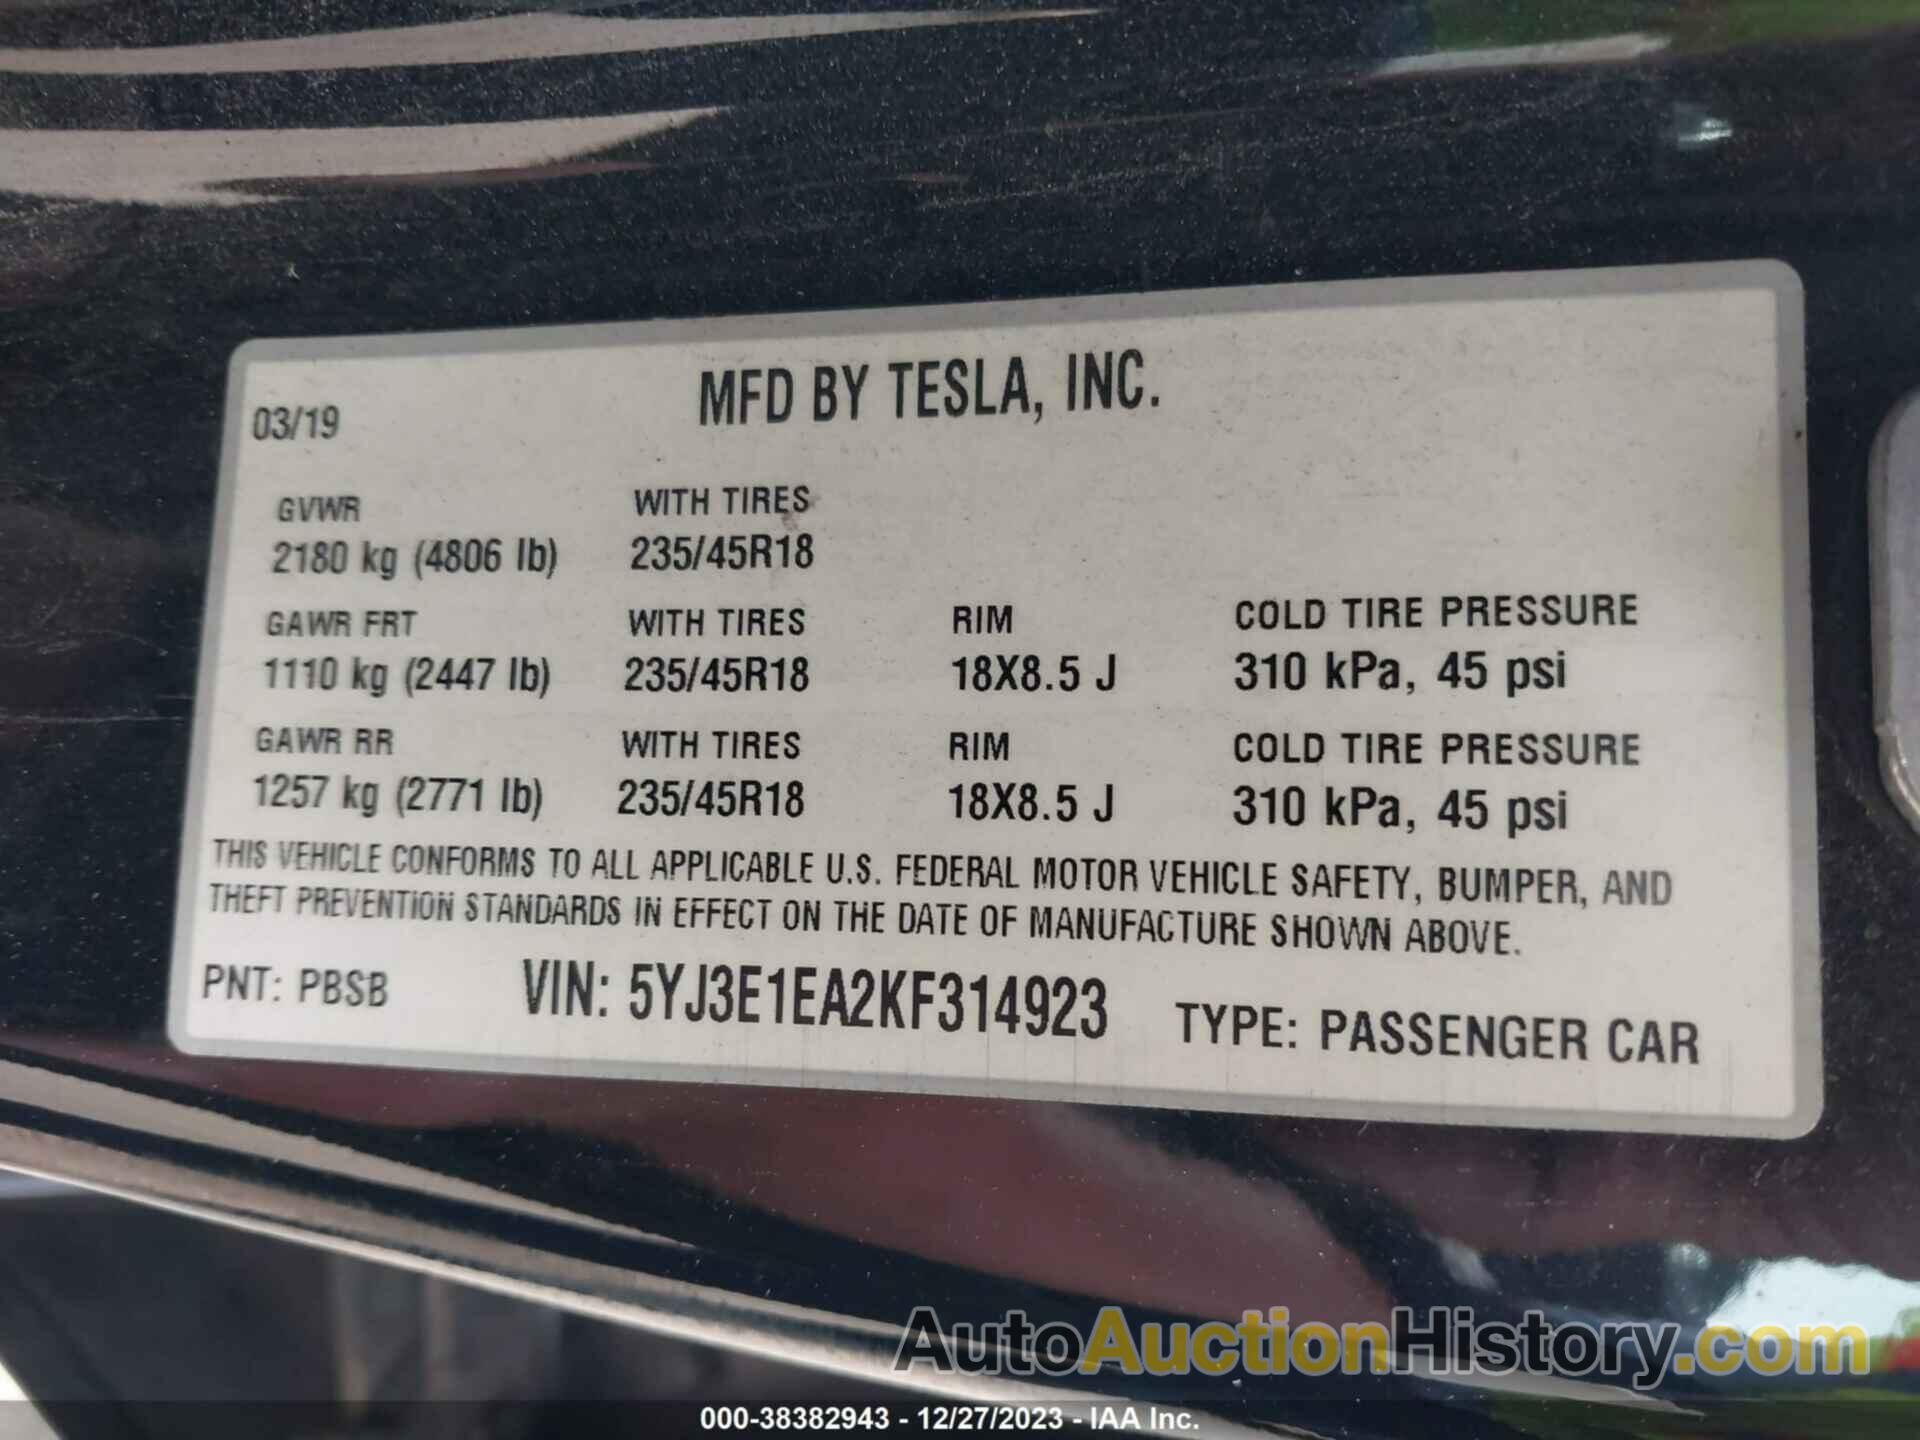 MFD BY TESLA, INC.
03/19
GVWR WITH TIRES
2180 kg (4806 lb) 235/45R18
GAWR FRT WITH TIRES RIM COLD TIRE PRESSURE
1110 kg (2447 lb) 235/45R18 18X8.5 J 310 kPa, 45 psi
GAWR RR WITH TIRES RIM COLD TIRE PRESSURE
1257 kg (2771 lb) 235/45R18 18X8.5 J 310 kPa, 45 psi
THIS VEHICLE CONFORMS TO ALL APPLICABLE U.S. FEDERAL MOTOR VEHICLE SAFETY, BUMPER, AND
THEFT PREVENTION STANDARDS IN EFFECT ON THE DATE OF MANUFACTURE SHOWN ABOVE.
PNT: PBSB VIN: 5YJ3E1EA2KF314923 TYPE: PASSENGER CAR
AutoAuctionHistory.com
000-38382943 - 12/27/2023 - IAA Inc.